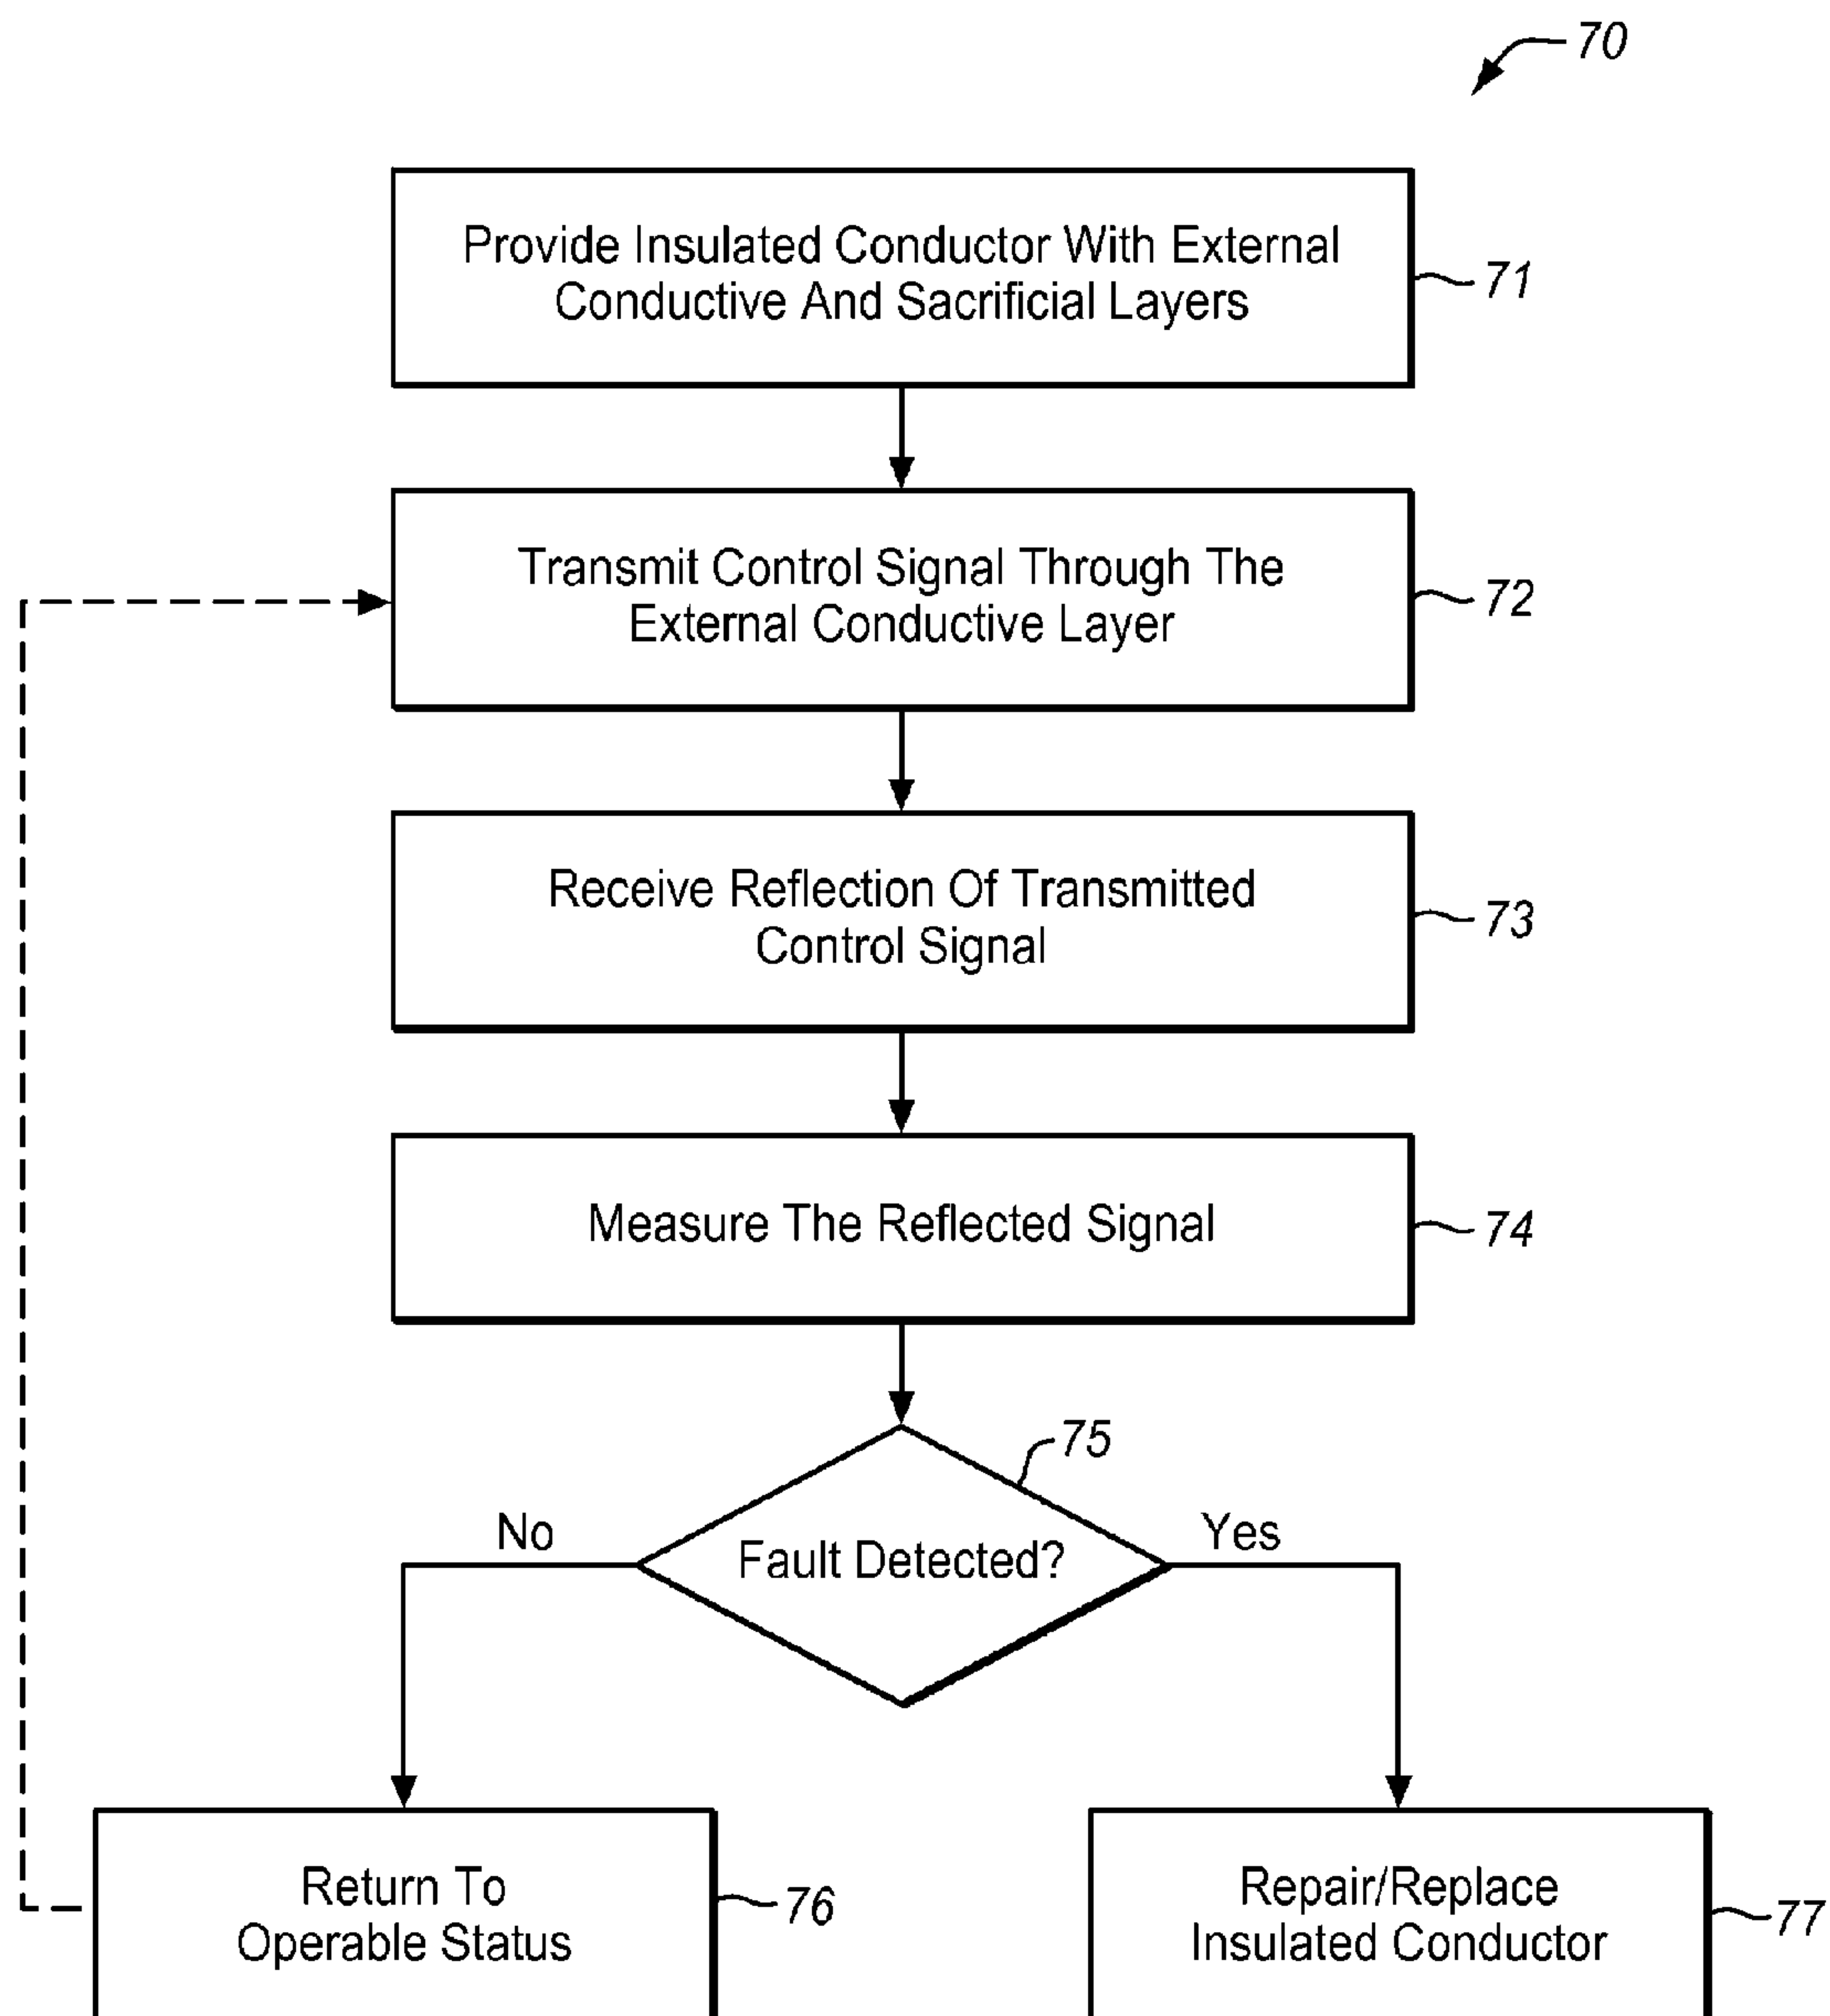 70
Provide Insulated Conductor With External
Conductive And Sacrificial Layers
71
Transmit Control Signal Through The
External Conductive Layer
72
Receive Reflection Of Transmitted
Control Signal
73
Measure The Reflected Signal
74
75
No
Fault Detected?
Yes
Return To
Operable Status
76
Repair/Replace
Insulated Conductor
77